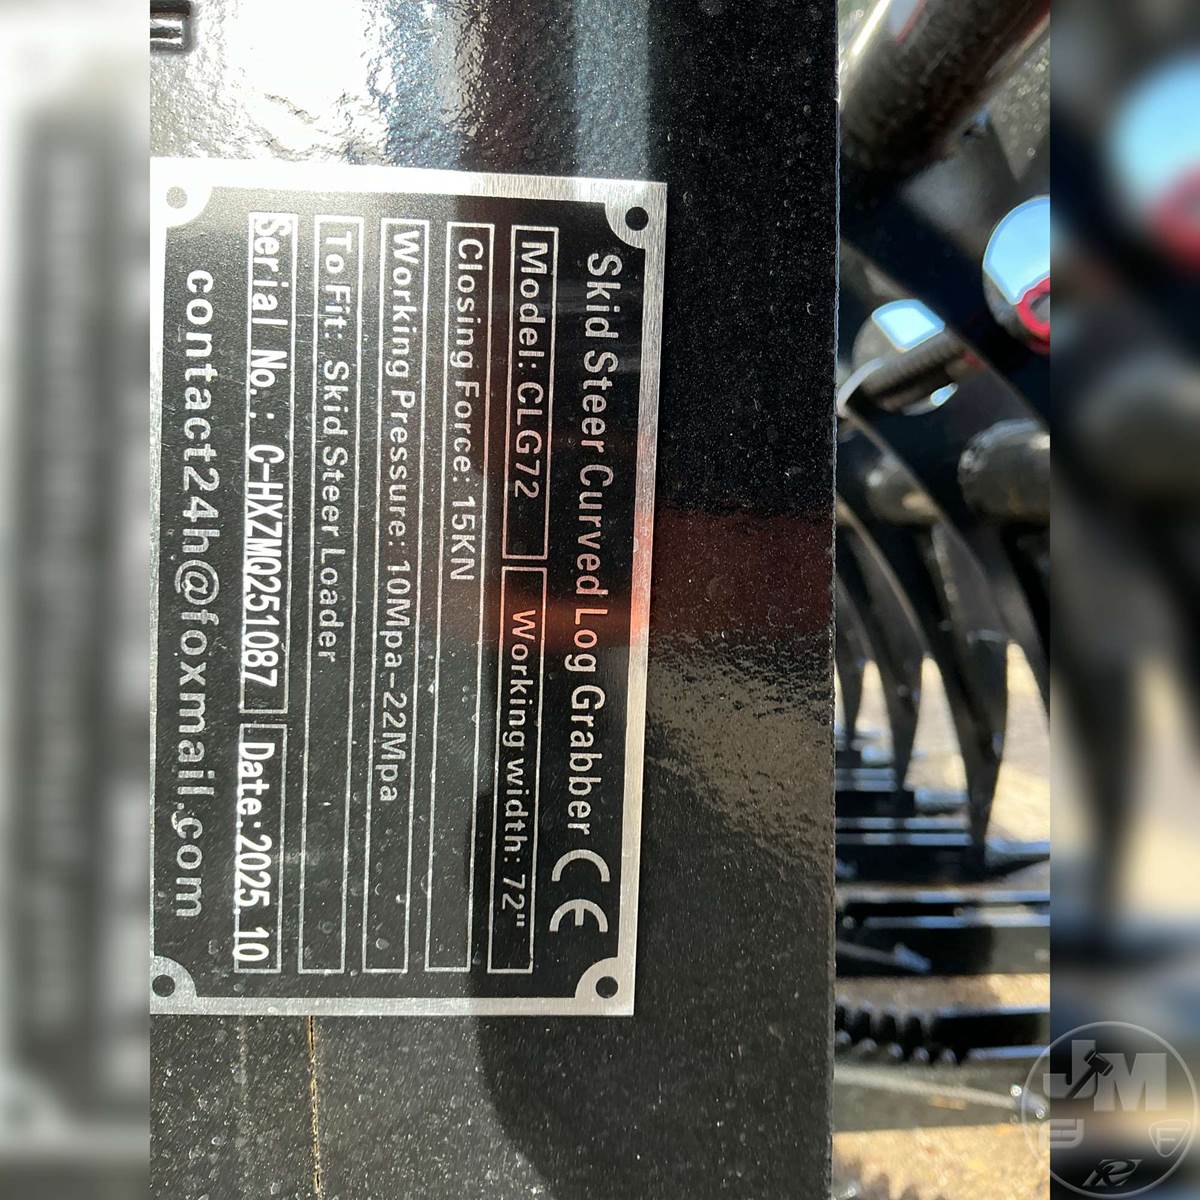 Skid Steer Curved Log Grabber CE
Model: CLG72 Working width: 72"
Closing Force: 15KN
Working Pressure: 10Mpa-22Mpa
To Fit: Skid Steer Loader
Serial No.: C-HXZMQ251087 Date:2025.10
contact24h@foxmail.com
JM